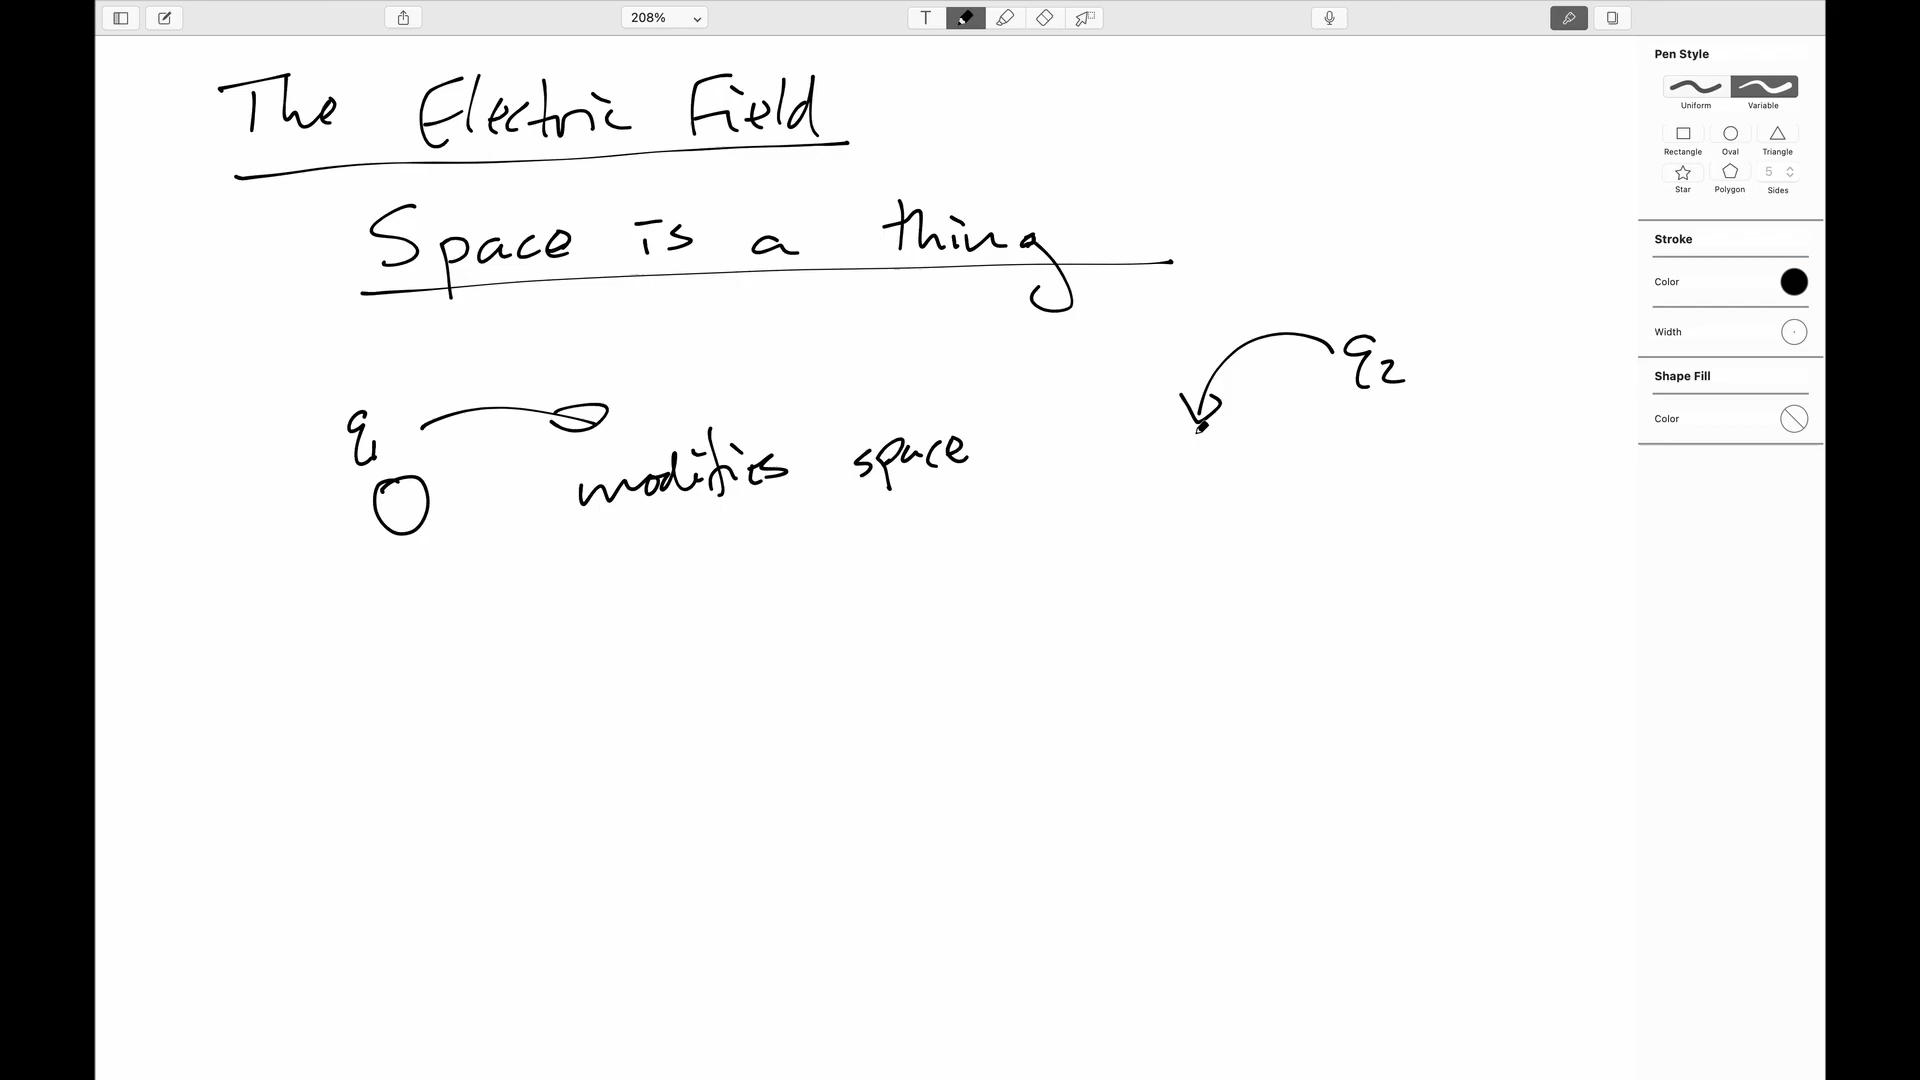 208%
T
Pen Style
Uniform Variable
Rectangle Oval Triangle
5
Star Polygon Sides
Stroke
Color
Width
Shape Fill
Color
The Electric Field
Space is a thing
q2
q1
modifies space